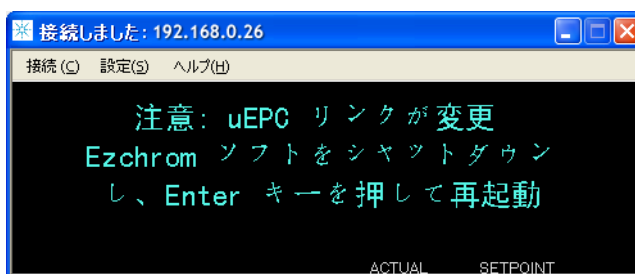 接続しました: 192.168.0.26
接続(C) 設定(S) ヘルプ(H)
注意: uEPC リンクが変更
Ezchrom ソフトをシャットダウン
し、Enter キーを押して再起動
ACTUAL SETPOINT